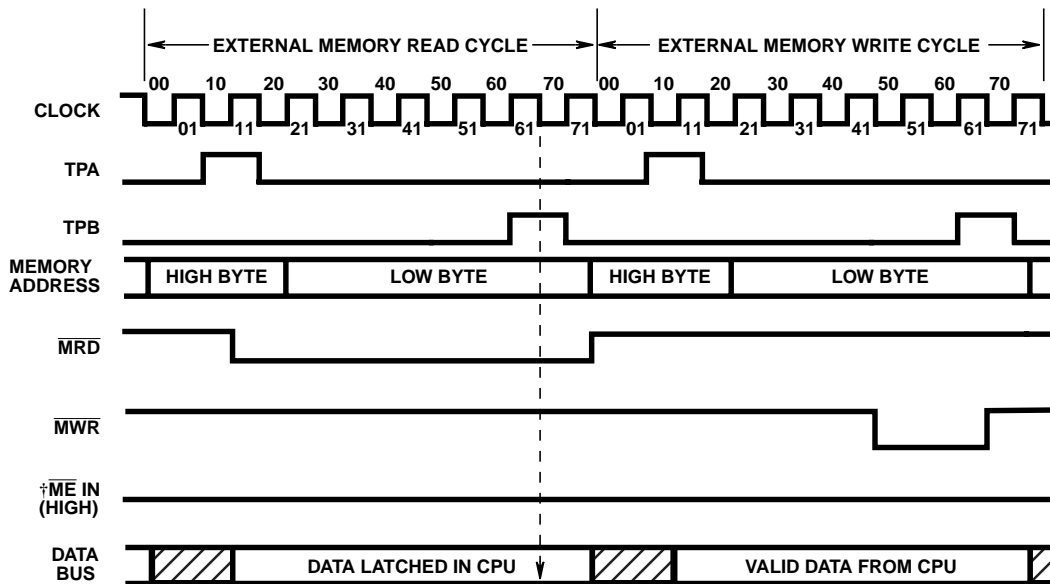 EXTERNAL MEMORY READ CYCLE EXTERNAL MEMORY WRITE CYCLE
00 10 20 30 40 50 60 70 00 10 20 30 40 50 60 70
CLOCK
01 11 21 31 41 51 61 71 01 11 21 31 41 51 61 71
TPA
TPB
MEMORY
ADDRESS
HIGH BYTE LOW BYTE HIGH BYTE LOW BYTE
M̅R̅D̅
M̅W̅R̅
†M̅E̅ IN
(HIGH)
DATA
BUS
DATA LATCHED IN CPU VALID DATA FROM CPU